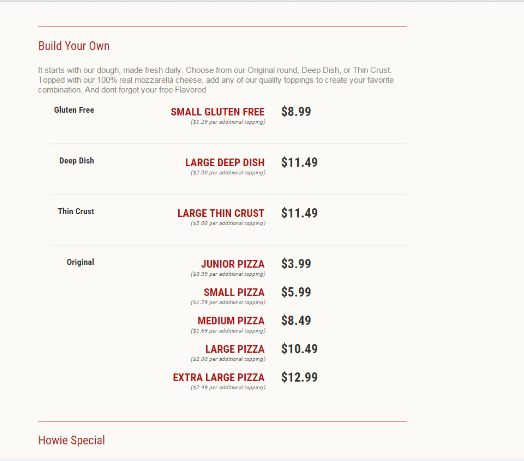 Build Your Own
It starts with our dough, made fresh daily. Choose from our Original round, Deep Dish, or Thin Crust.
Topped with our 100% real mozzarella cheese, add any of our quality toppings to create your favorite
combination. And dont forget your free Flavored
Gluten Free SMALL GLUTEN FREE $8.99
($1.29 per additional topping)
Deep Dish LARGE DEEP DISH $11.49
($2.00 per additional topping)
Thin Crust LARGE THIN CRUST $11.49
($2.00 per additional topping)
Original JUNIOR PIZZA $3.99
($0.99 per additional topping)
SMALL PIZZA $5.99
($1.29 per additional topping)
MEDIUM PIZZA $8.49
($1.69 per additional topping)
LARGE PIZZA $10.49
($2.00 per additional topping)
EXTRA LARGE PIZZA $12.99
($2.49 per additional topping)
Howie Special